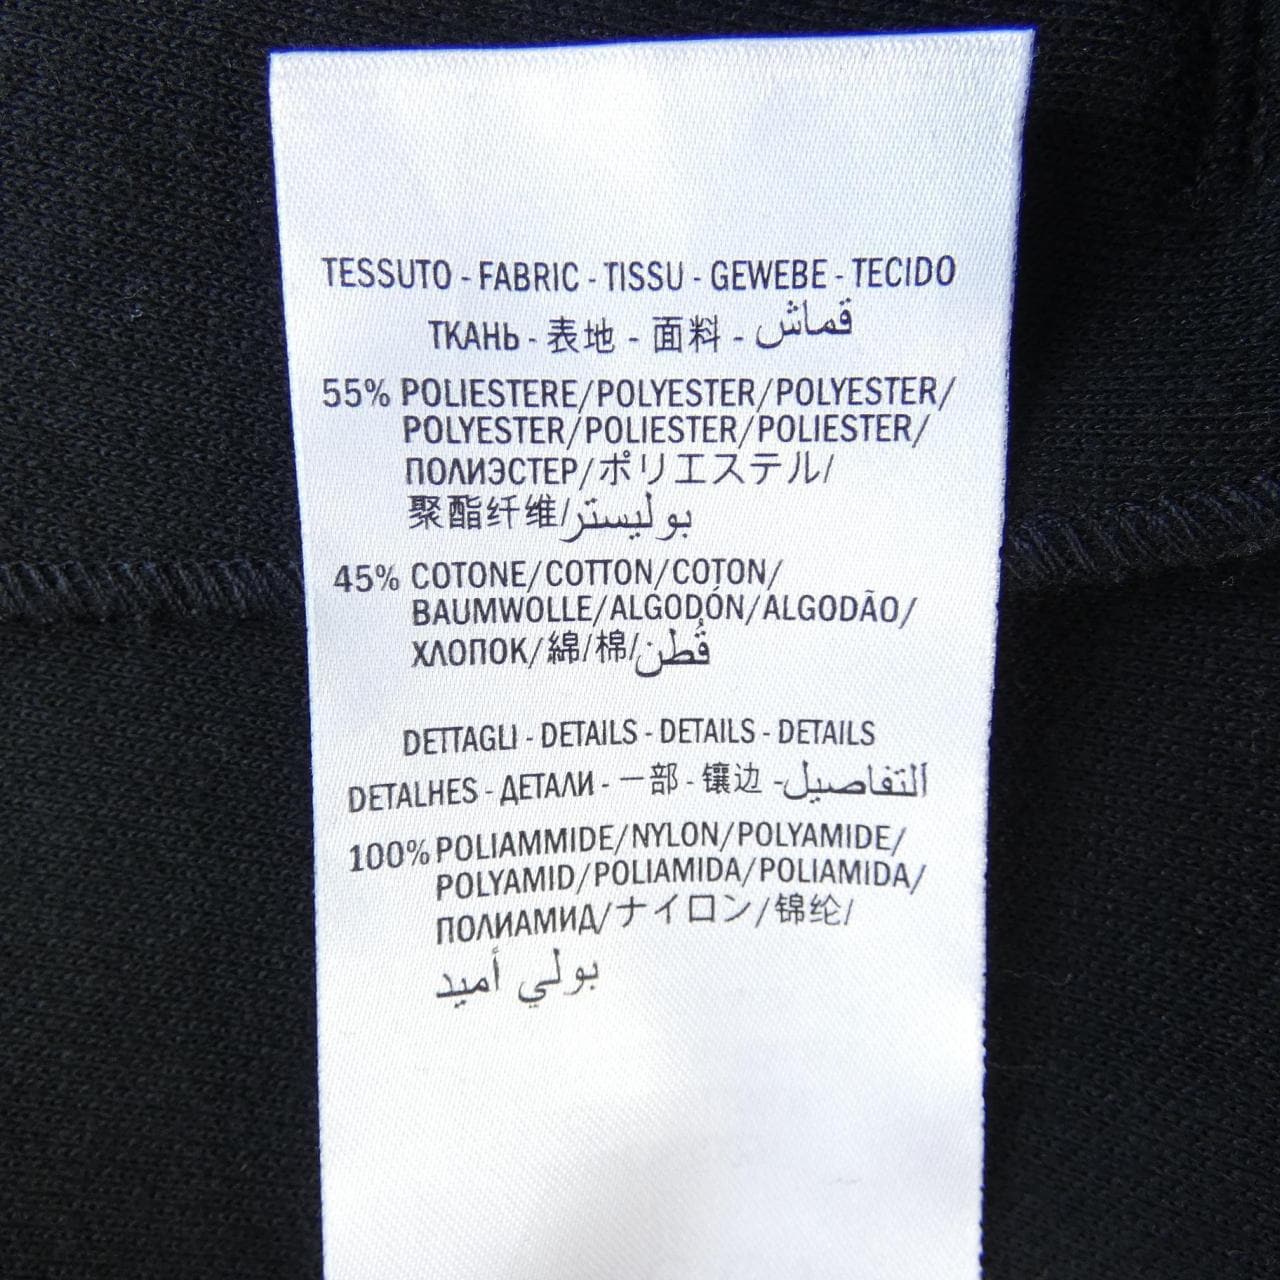 TESSUTO - FABRIC - TISSU - GEWEBE - TECIDO
ТКАНЬ - 表地 - 面料 - قماش
55% POLIESTERE/POLYESTER/POLYESTER/
POLYESTER/POLIESTER/POLIESTER/
ПОЛИЭСТЕР/ポリエステル/
聚酯纤维/بوليستر
45% COTONE/COTTON/COTON/
BAUMWOLLE/ALGODÓN/ALGODÃO/
ХЛОПОК/綿/棉/قُطن
DETTAGLI - DETAILS - DETAILS - DETAILS
DETALHES - ДЕТАЛИ - 一部 - 镶边 - التفاصيل
100% POLIAMMIDE/NYLON/POLYAMIDE/
POLYAMID/POLIAMIDA/POLIAMIDA/
ПОЛИАМИД/ナイロン/锦纶/
بولي أميد